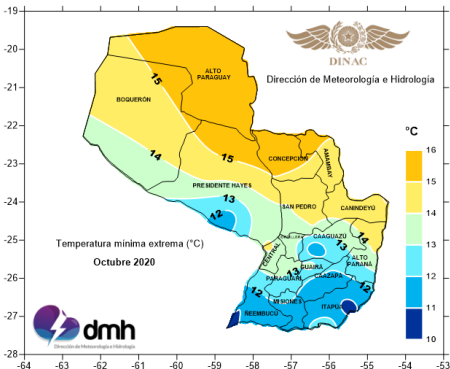 -19
-20
-21
-22
-23
-24
-25
-26
-27
-28
-64 -63 -62 -61 -60 -59 -58 -57 -56 -55 -54 -53
DINAC
Dirección de Meteorología e Hidrología
°C
16
15
14
13
12
11
10
ALTO
PARAGUAY
BOQUERÓN
15
15
14
CONCEPCIÓN
AMAMBAY
PRESIDENTE HAYES
13
12
SAN PEDRO
CANINDEYÚ
14
CAAGUAZÚ
13
CENTRAL
ALTO
PARANÁ
GUAIRÁ
13
CAAZAPÁ
PARAGUARÍ
12
12
MISIONES
ITAPÚA
ÑEEMBUCÚ
Temperatura mínima extrema (°C)
Octubre 2020
dmh
Dirección de Meteorología e Hidrología